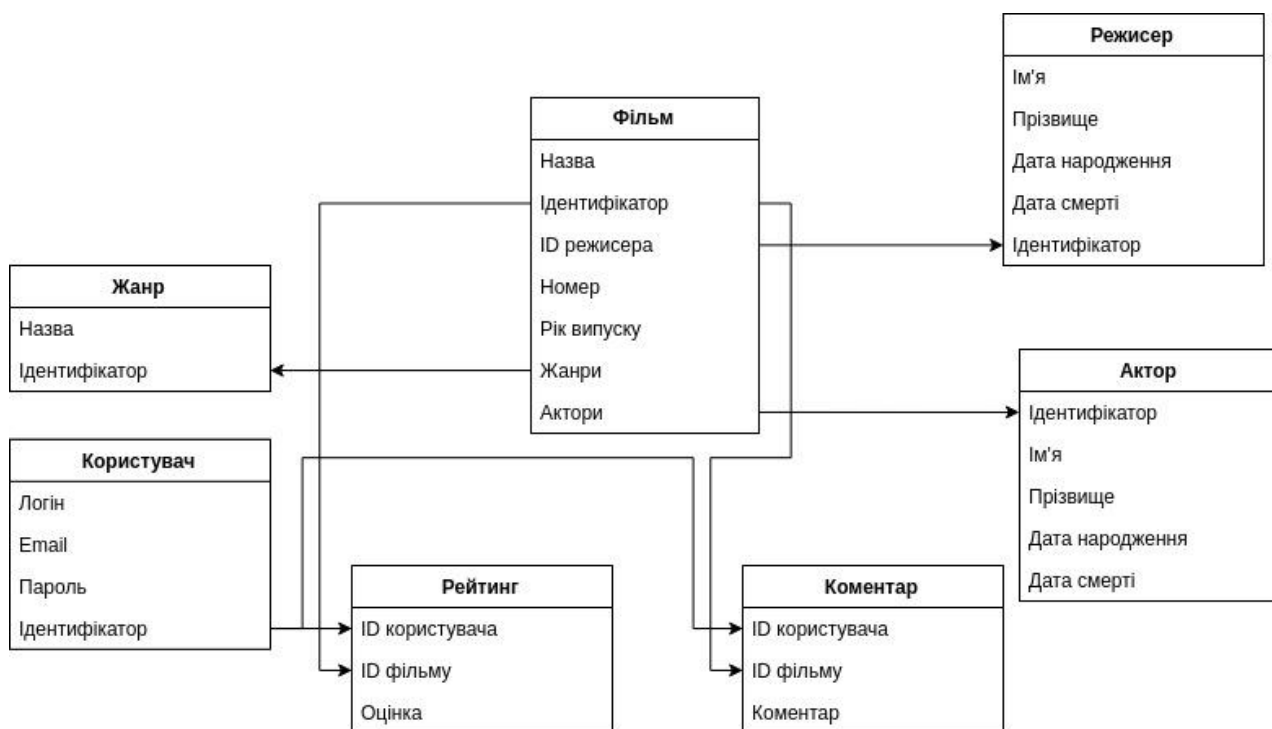 Режисер
Ім'я
Прізвище
Дата народження
Дата смерті
Ідентифікатор
Фільм
Назва
Ідентифікатор
ID режисера
Номер
Рік випуску
Жанри
Актори
Жанр
Назва
Ідентифікатор
Актор
Ідентифікатор
Ім'я
Прізвище
Дата народження
Дата смерті
Користувач
Логін
Email
Пароль
Ідентифікатор
Рейтинг
ID користувача
ID фільму
Оцінка
Коментар
ID користувача
ID фільму
Коментар